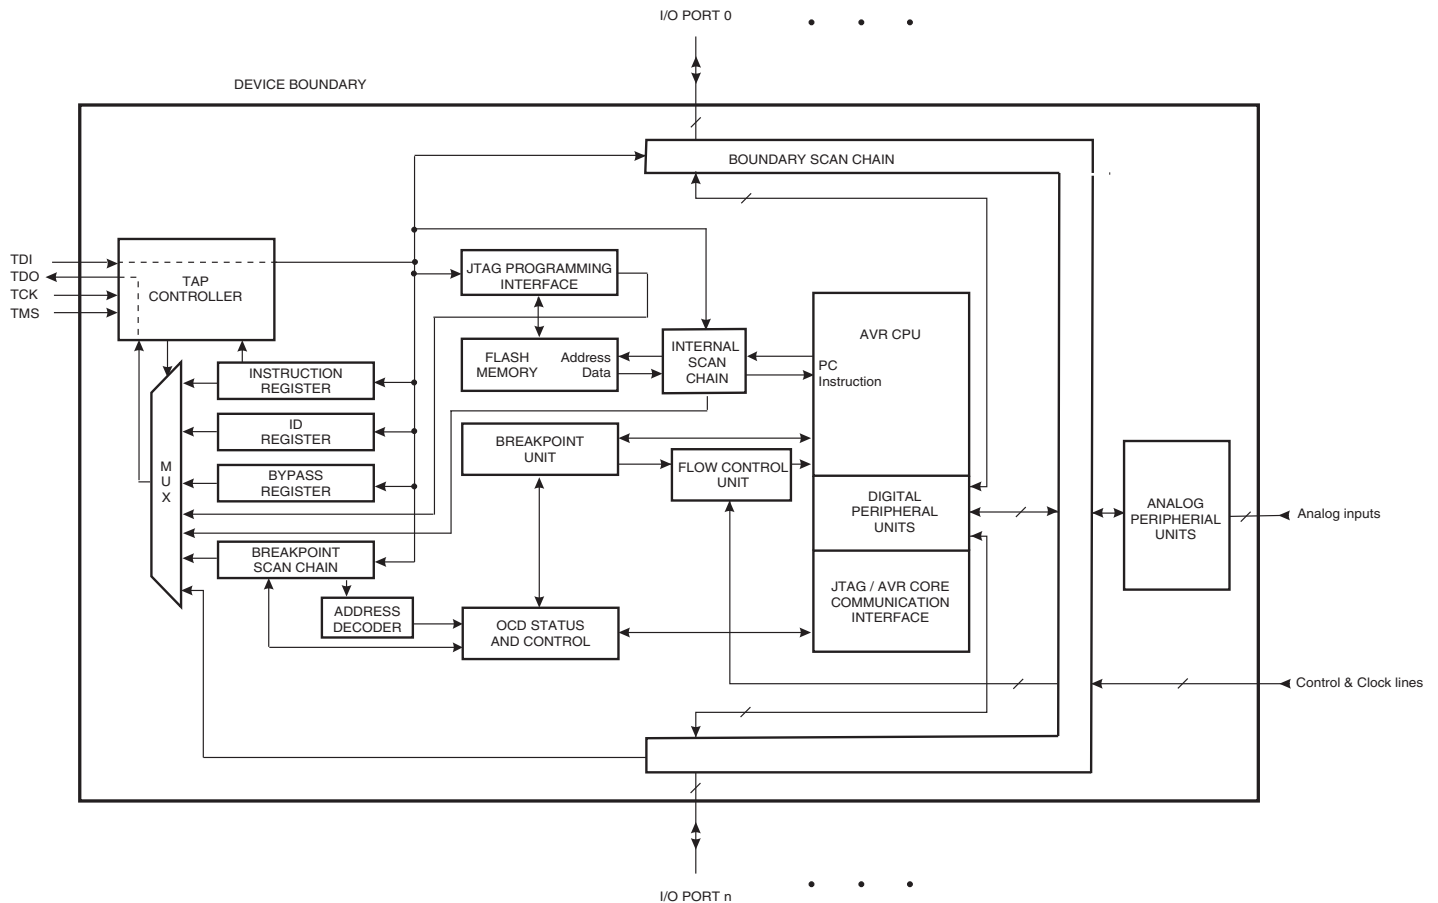 I/O PORT 0
DEVICE BOUNDARY
BOUNDARY SCAN CHAIN
TDI
TDO
TCK
TMS
TAP
CONTROLLER
JTAG PROGRAMMING
INTERFACE
AVR CPU
INTERNAL
SCAN
CHAIN
FLASH
MEMORY
Address
Data
PC
Instruction
INSTRUCTION
REGISTER
ID
REGISTER
M
U
X
BYPASS
REGISTER
BREAKPOINT
UNIT
FLOW CONTROL
UNIT
DIGITAL
PERIPHERAL
UNITS
ANALOG
PERIPHERIAL
UNITS
Analog inputs
BREAKPOINT
SCAN CHAIN
ADDRESS
DECODER
OCD STATUS
AND CONTROL
JTAG / AVR CORE
COMMUNICATION
INTERFACE
Control & Clock lines
I/O PORT n